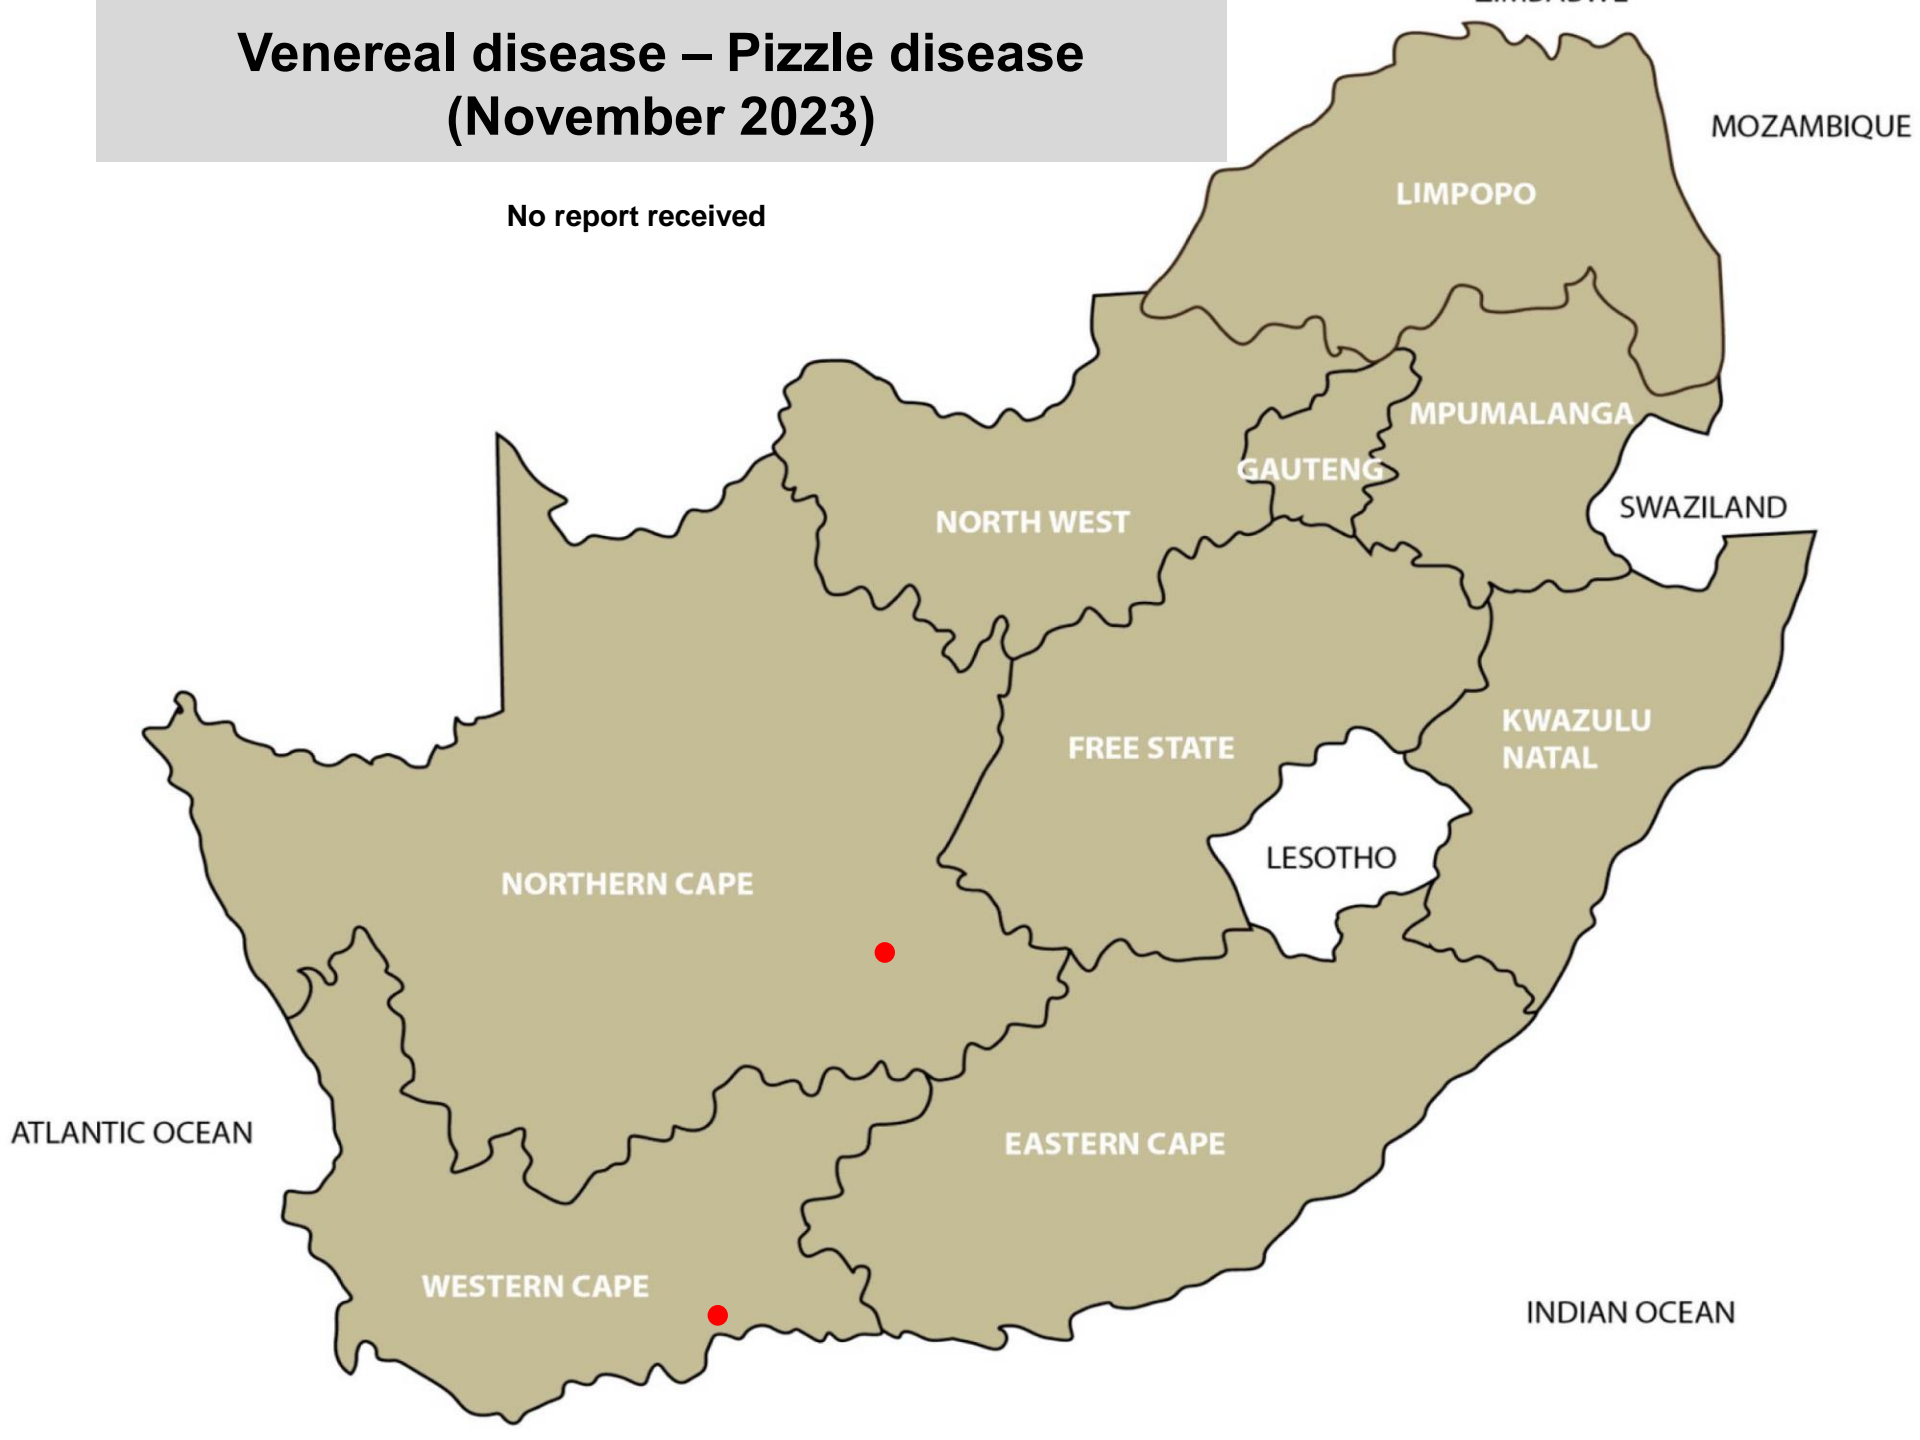 Venereal disease – Pizzle disease
(November 2023)
No report received
MOZAMBIQUE
LIMPOPO
MPUMALANGA
GAUTENG
SWAZILAND
NORTH WEST
KWAZULU
NATAL
FREE STATE
LESOTHO
NORTHERN CAPE
ATLANTIC OCEAN
EASTERN CAPE
WESTERN CAPE
INDIAN OCEAN